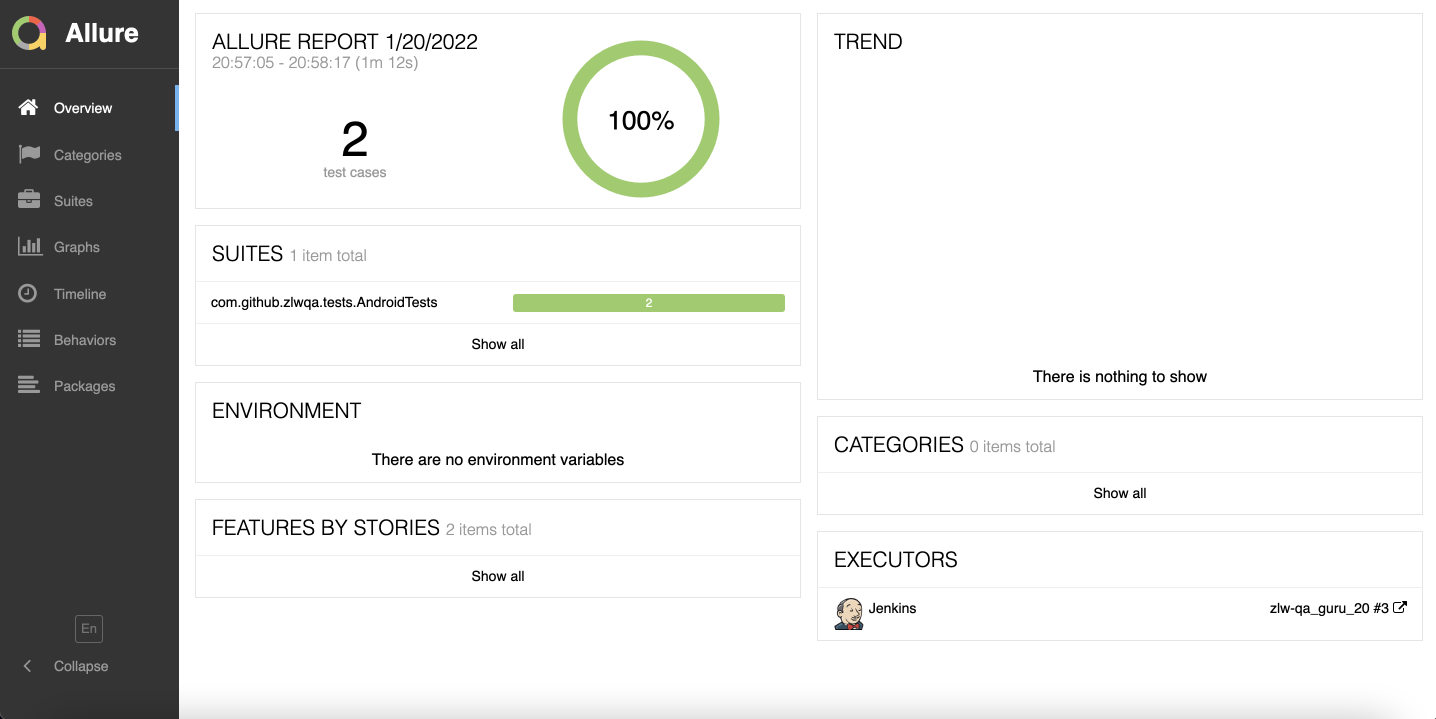 Allure
Overview
Categories
Suites
Graphs
Timeline
Behaviors
Packages
En
Collapse
ALLURE REPORT 1/20/2022
20:57:05 - 20:58:17 (1m 12s)
2
test cases
100%
SUITES 1 item total
com.github.zlwqa.tests.AndroidTests 2
Show all
ENVIRONMENT
There are no environment variables
FEATURES BY STORIES 2 items total
Show all
TREND
There is nothing to show
CATEGORIES 0 items total
Show all
EXECUTORS
Jenkins zlw-qa_guru_20 #3